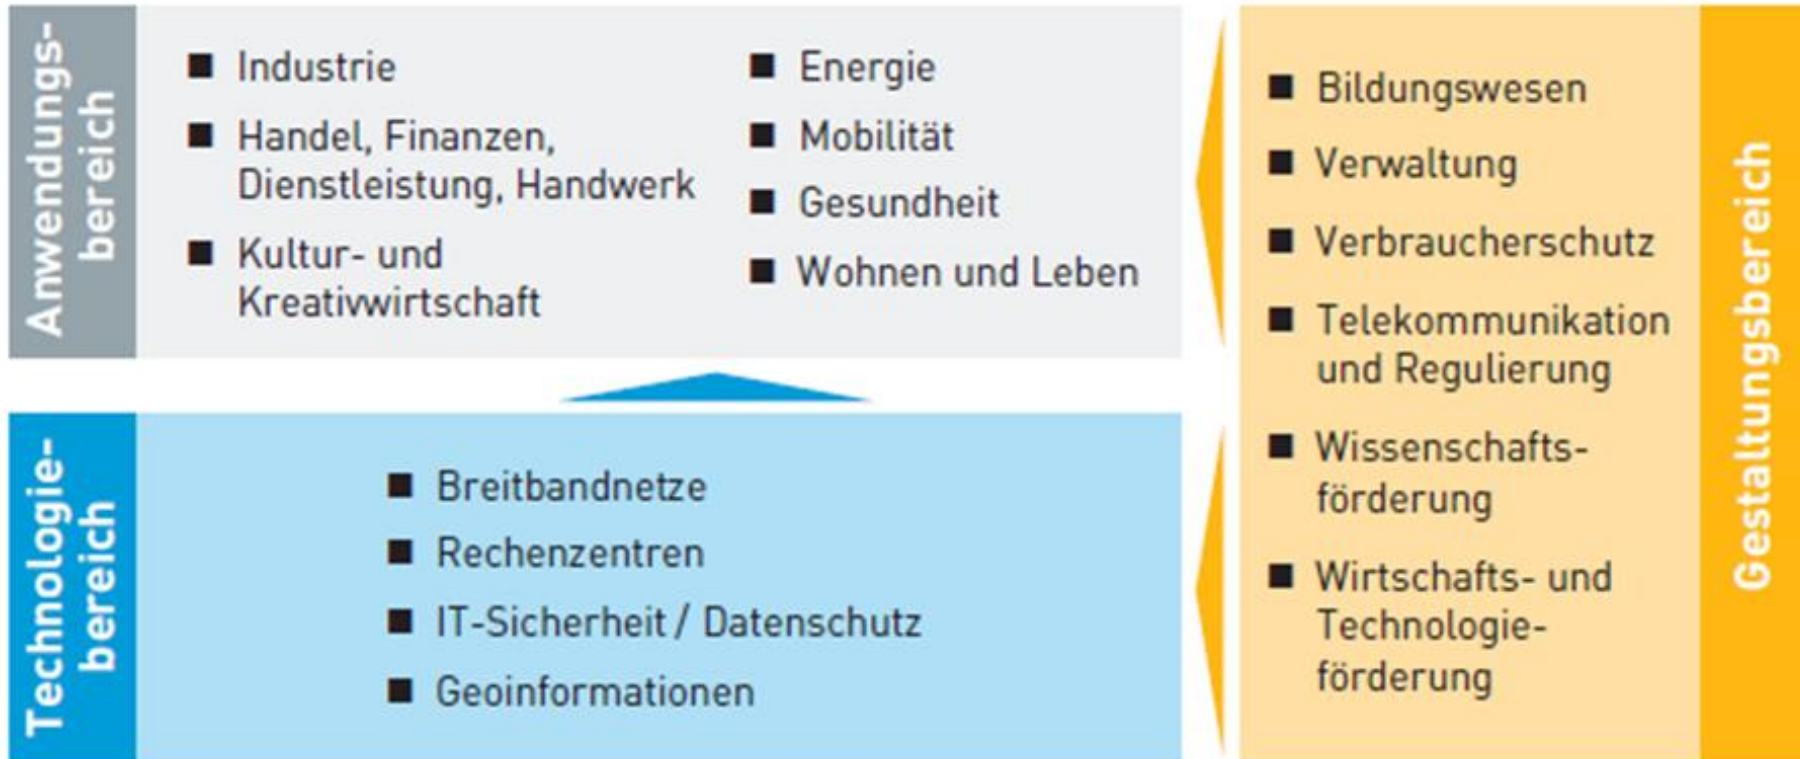 Anwendungs-
bereich
■ Industrie
■ Handel, Finanzen,
Dienstleistung, Handwerk
■ Kultur- und
Kreativwirtschaft
■ Energie
■ Mobilität
■ Gesundheit
■ Wohnen und Leben
Technologie-
bereich
■ Breitbandnetze
■ Rechenzentren
■ IT-Sicherheit / Datenschutz
■ Geoinformationen
■ Bildungswesen
■ Verwaltung
■ Verbraucherschutz
■ Telekommunikation
und Regulierung
■ Wissenschafts-
förderung
■ Wirtschafts- und
Technologie-
förderung
Gestaltungsbereich